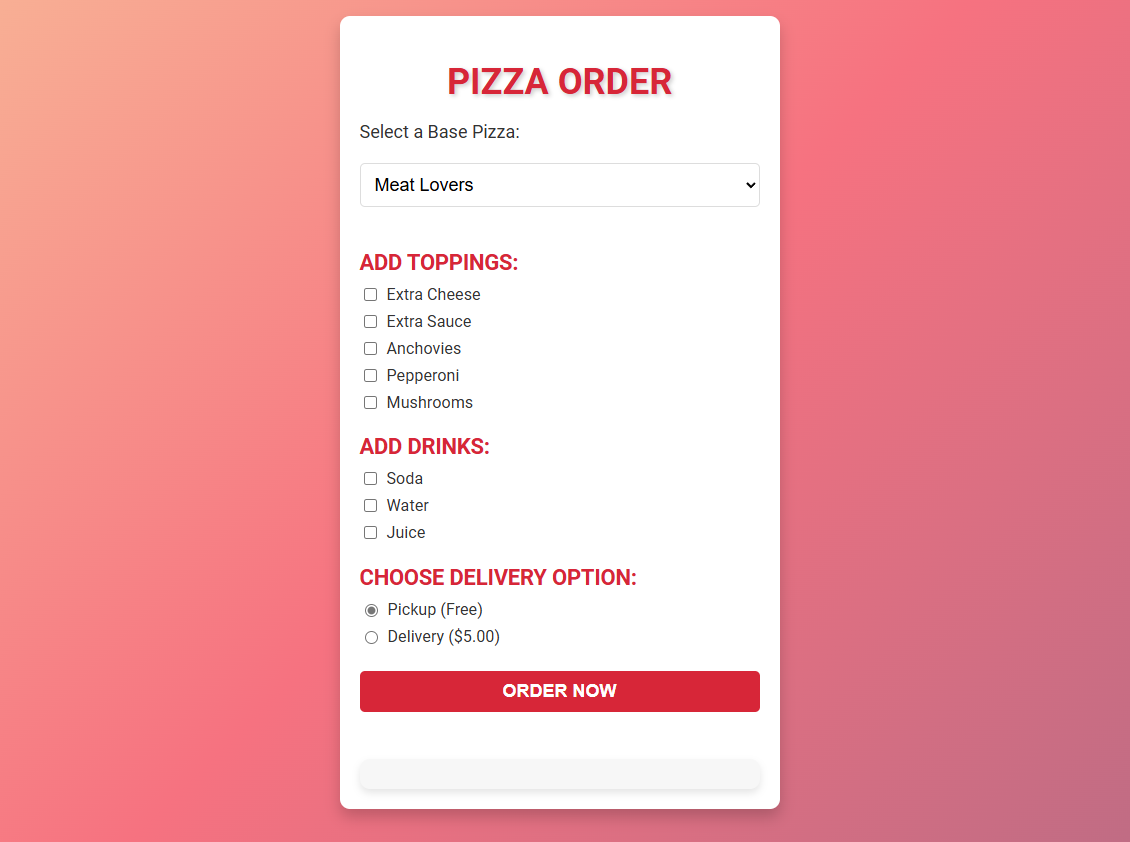 PIZZA ORDER
Select a Base Pizza:
Meat Lovers
ADD TOPPINGS:
Extra Cheese
Extra Sauce
Anchovies
Pepperoni
Mushrooms
ADD DRINKS:
Soda
Water
Juice
CHOOSE DELIVERY OPTION:
Pickup (Free)
Delivery ($5.00)
ORDER NOW